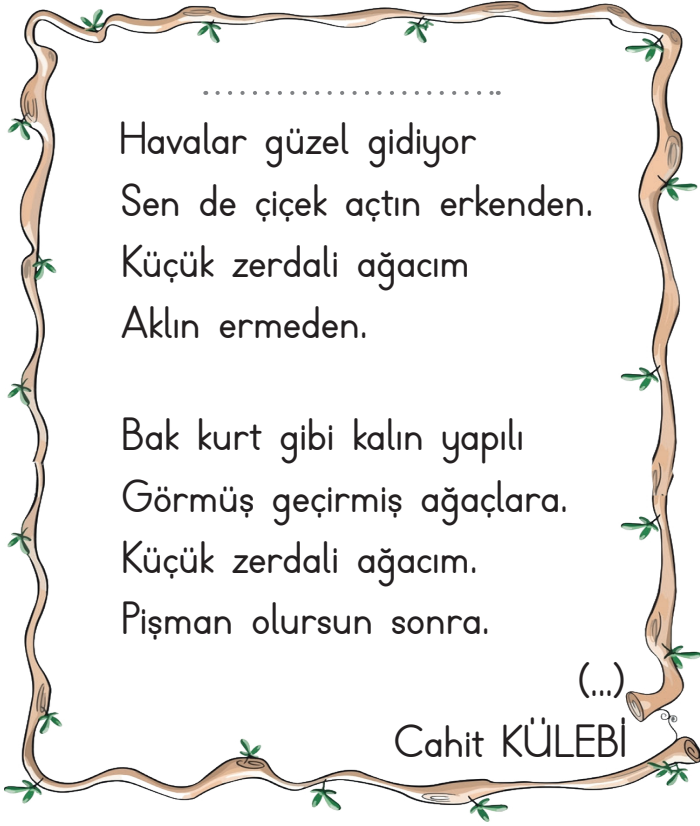 ........................
Havalar güzel gidiyor
Sen de çiçek açtın erkenden.
Küçük zerdali ağacım
Aklın ermeden.
Bak kurt gibi kalın yapılı
Görmüş geçirmiş ağaçlara.
Küçük zerdali ağacım.
Pişman olursun sonra.
(...)
Cahit KÜLEBİ